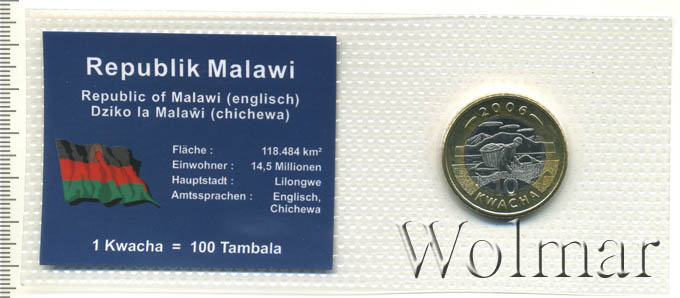 Republik Malawi
Republic of Malawi (englisch)
Dziko la Malaŵi (chichewa)
Fläche : 118.484 km²
Einwohner : 14,5 Millionen
Hauptstadt : Lilongwe
Amtssprachen : Englisch,
Chichewa
1 Kwacha = 100 Tambala
2006
10
KWACHA
Wolmar